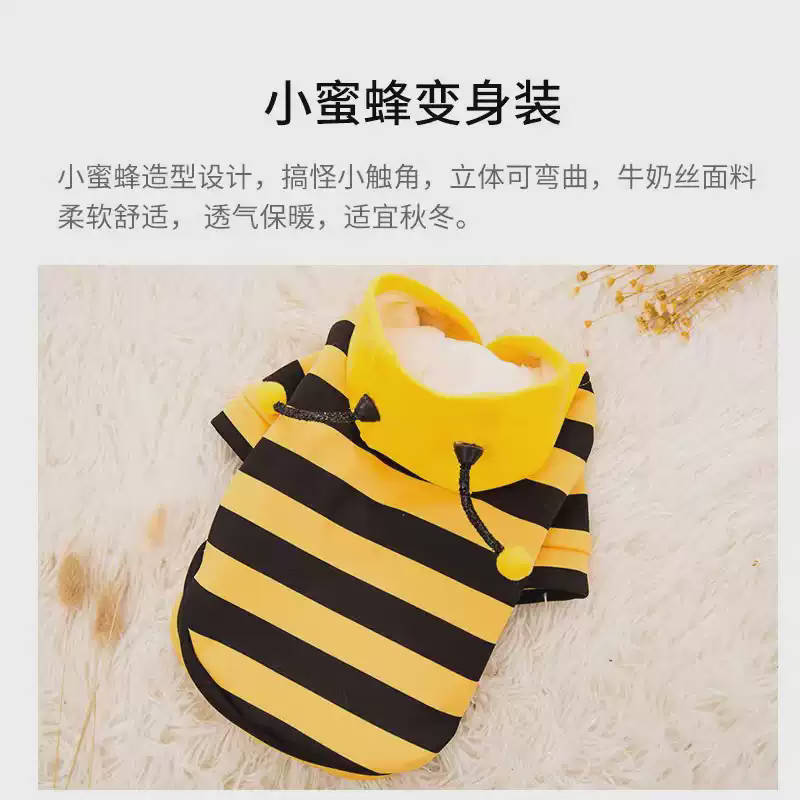 小蜜蜂变身装
小蜜蜂造型设计，搞怪小触角，立体可弯曲，牛奶丝面料
柔软舒适， 透气保暖，适宜秋冬。